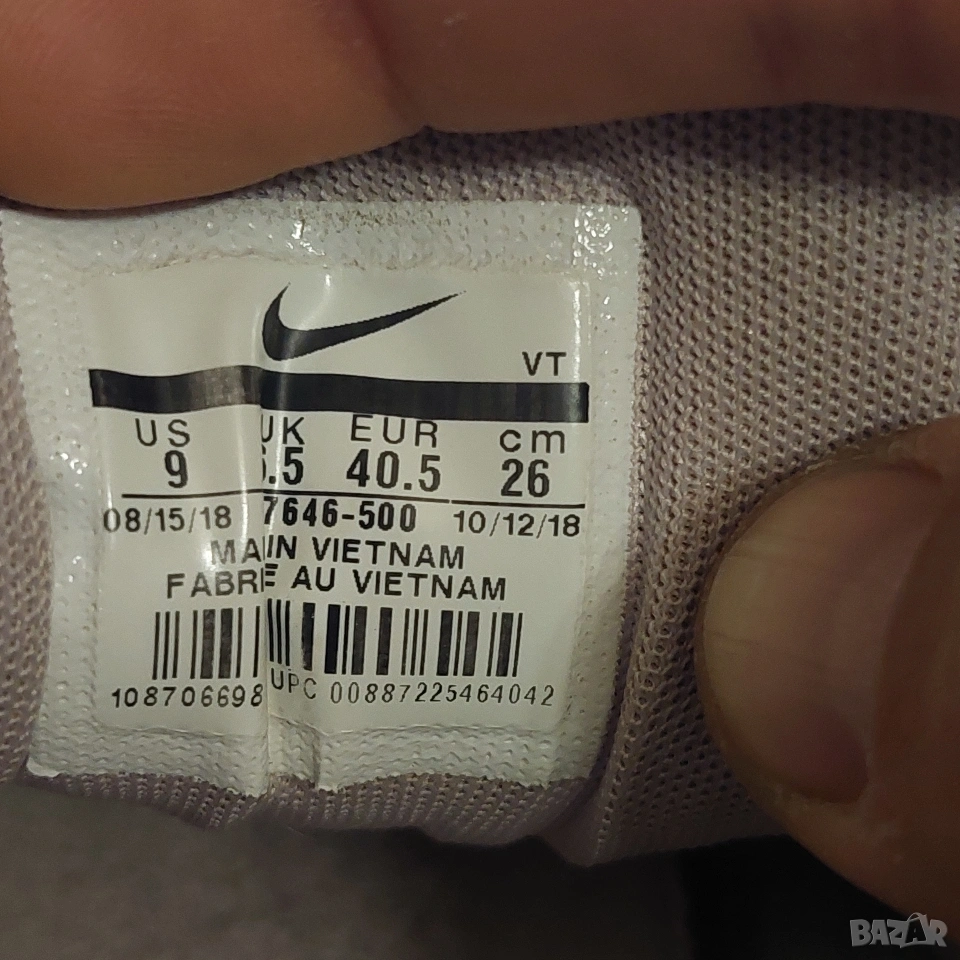 VT
US UK EUR cm
9 .5 40.5 26
08/15/18 7646-500 10/12/18
MA IN VIETNAM
FABR E AU VIETNAM
108706698 UPC 00887225464042
BAZAR